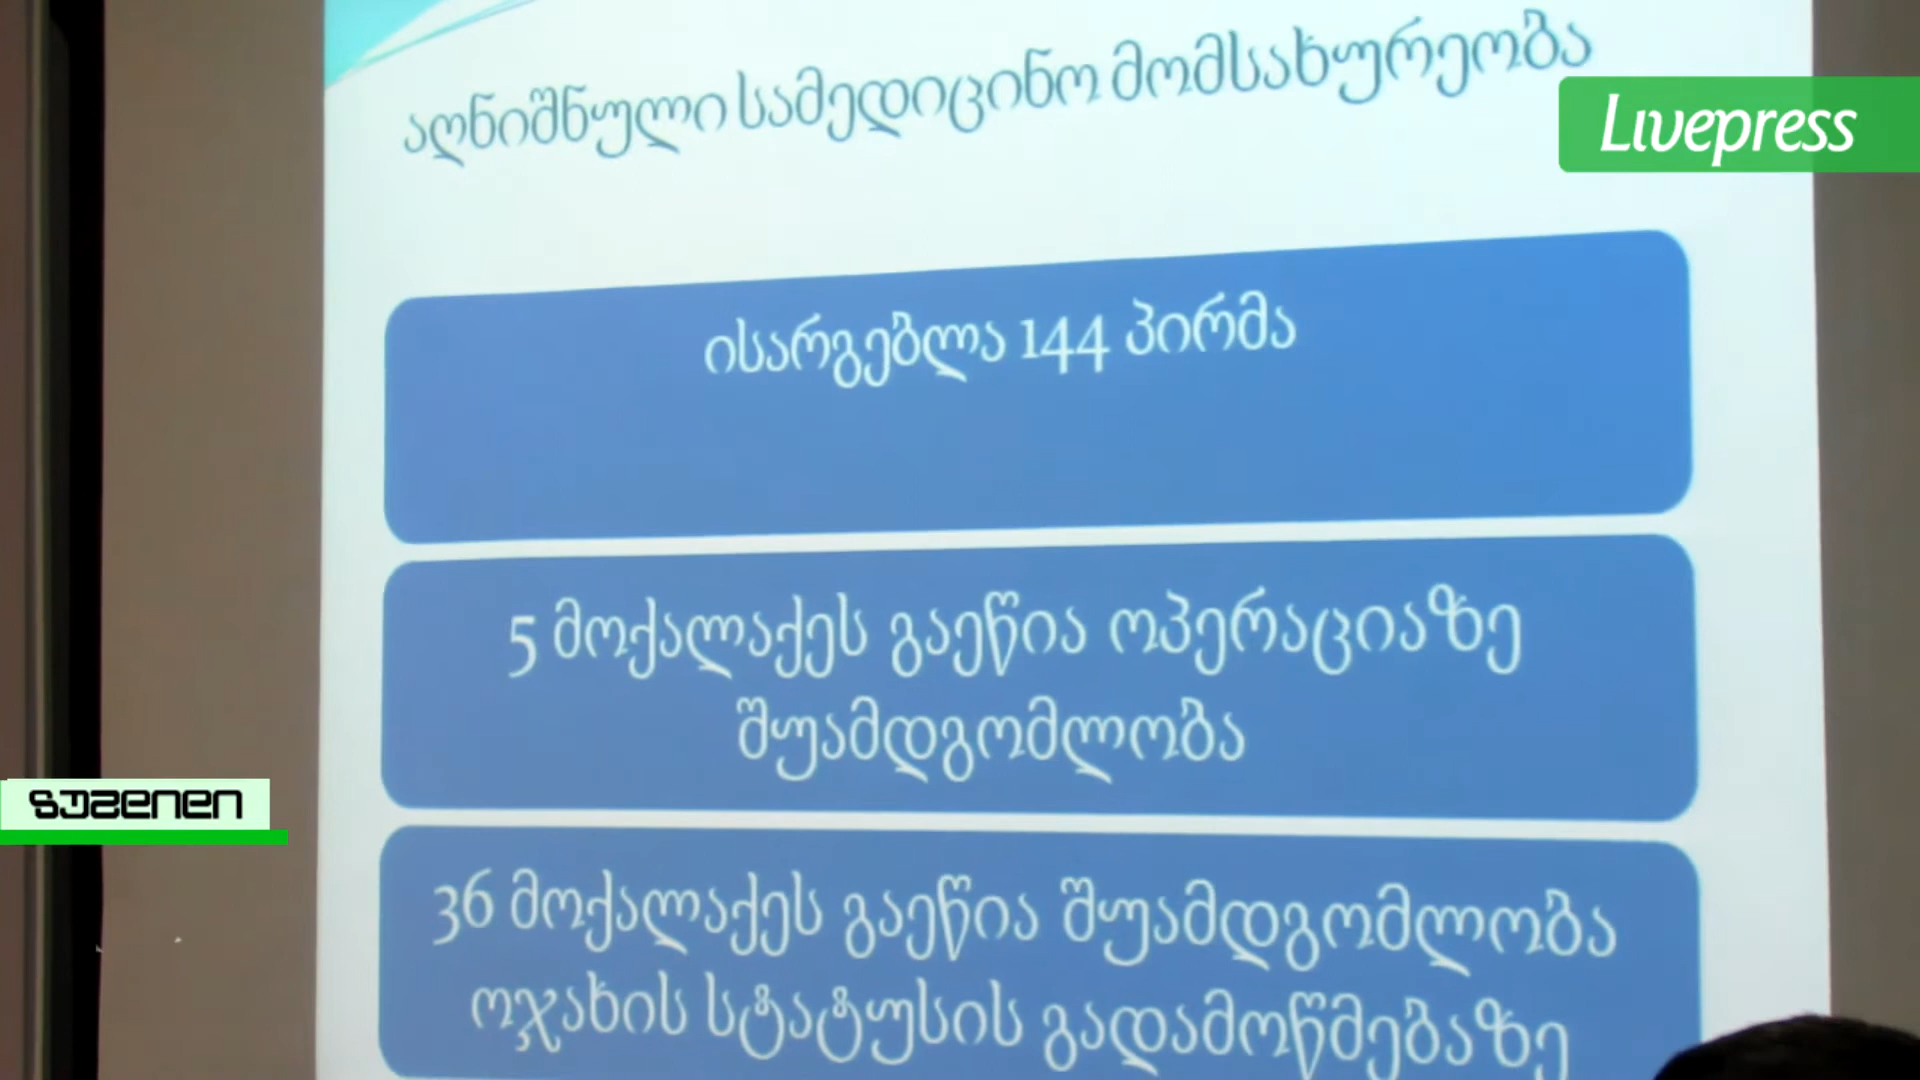 აღნიშნული სამედიცინო მომსახურეობა
Livepress
ისარგებლა 144 პირმა
5 მოქალაქეს გაეწია ოპერაციაზე
შუამდგომლობა
ზუგენენ
36 მოქალაქეს გაეწია შუამდგომლობა
ოჯახის სტატუსის გადამოწმებაზე